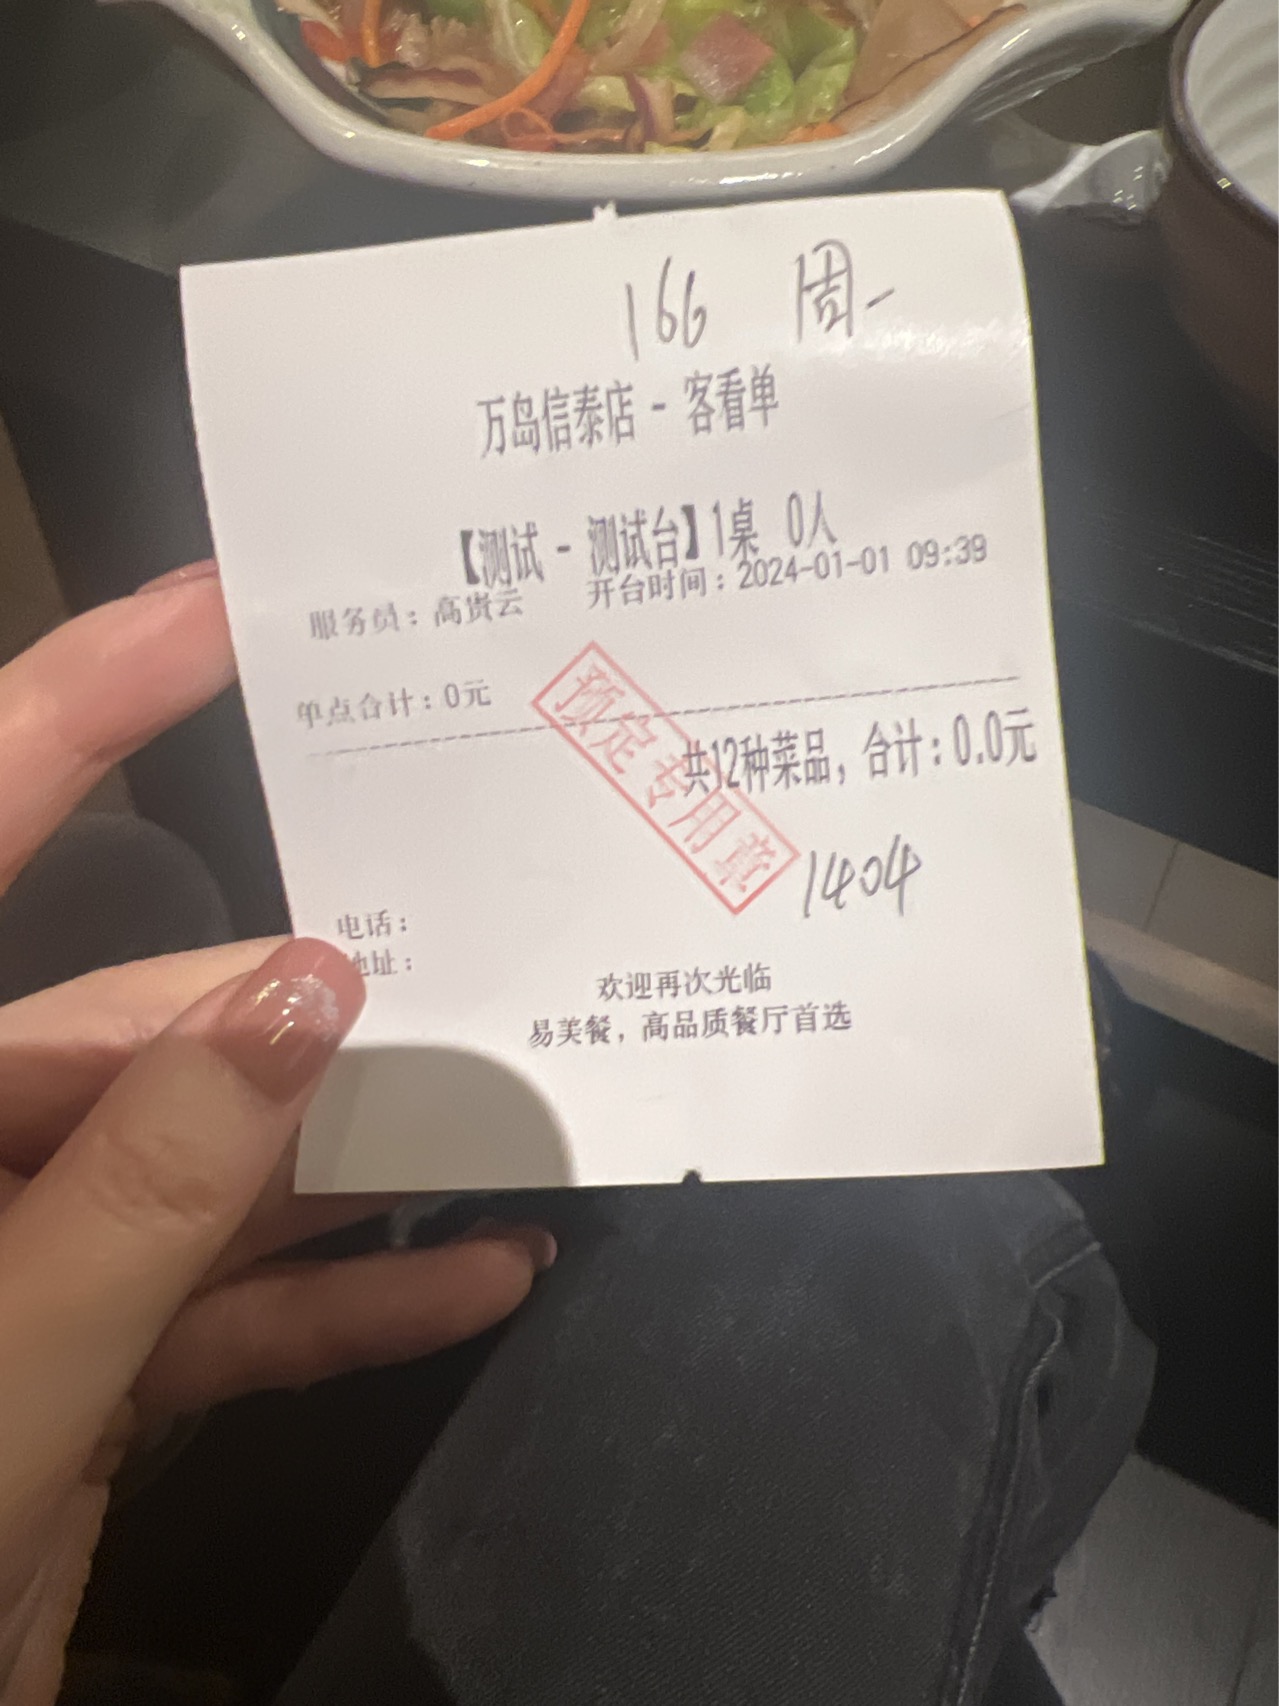 166 周一
万岛信泰店 - 客看单
【测试 - 测试台】1桌 0人
服务员：高贵云 开台时间：2024-01-01 09:39
单点合计：0元
预定专用章
共12种菜品，合计：0.0元
1404
电话：
地址：
欢迎再次光临
易美餐，高品质餐厅首选